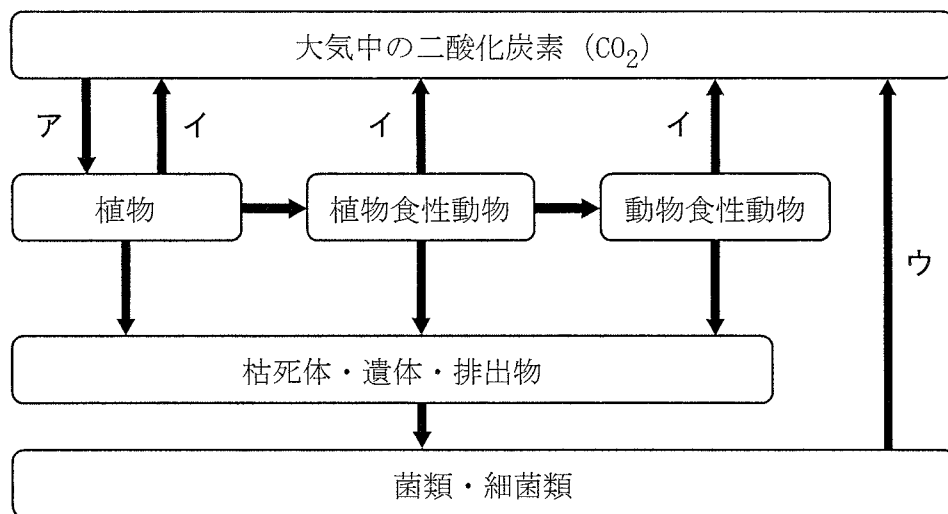 大気中の二酸化炭素 (CO₂)
ア
イ
イ
イ
植物
植物食性動物
動物食性動物
ウ
枯死体・遺体・排出物
菌類・細菌類